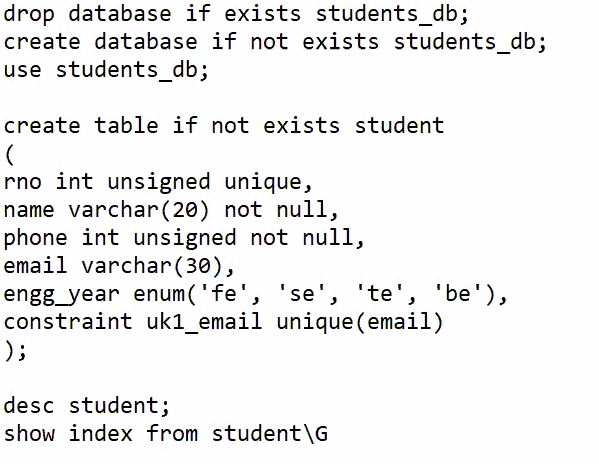 drop database if exists students_db;
create database if not exists students_db;
use students_db;
create table if not exists student
(
rno int unsigned unique,
name varchar(20) not null,
phone int unsigned not null,
email varchar(30),
engg_year enum('fe', 'se', 'te', 'be'),
constraint uk1_email unique(email)
);
desc student;
show index from student\G